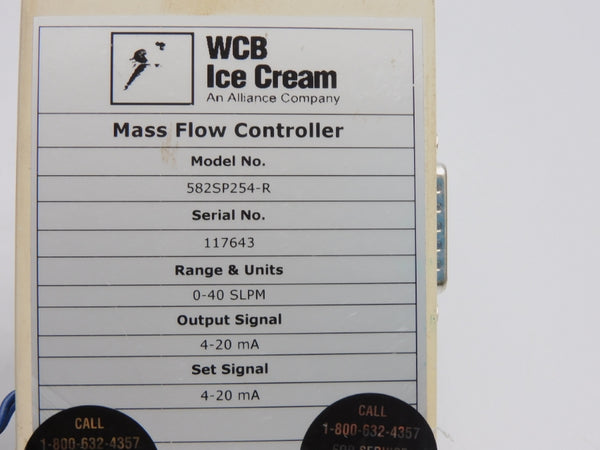 WCB
Ice Cream
An Alliance Company
Mass Flow Controller
Model No.
582SP254-R
Serial No.
117643
Range & Units
0-40 SLPM
Output Signal
4-20 mA
Set Signal
4-20 mA
CALL
1-800-632-4357
CALL
1-800-632-4357
FOR SERVICE